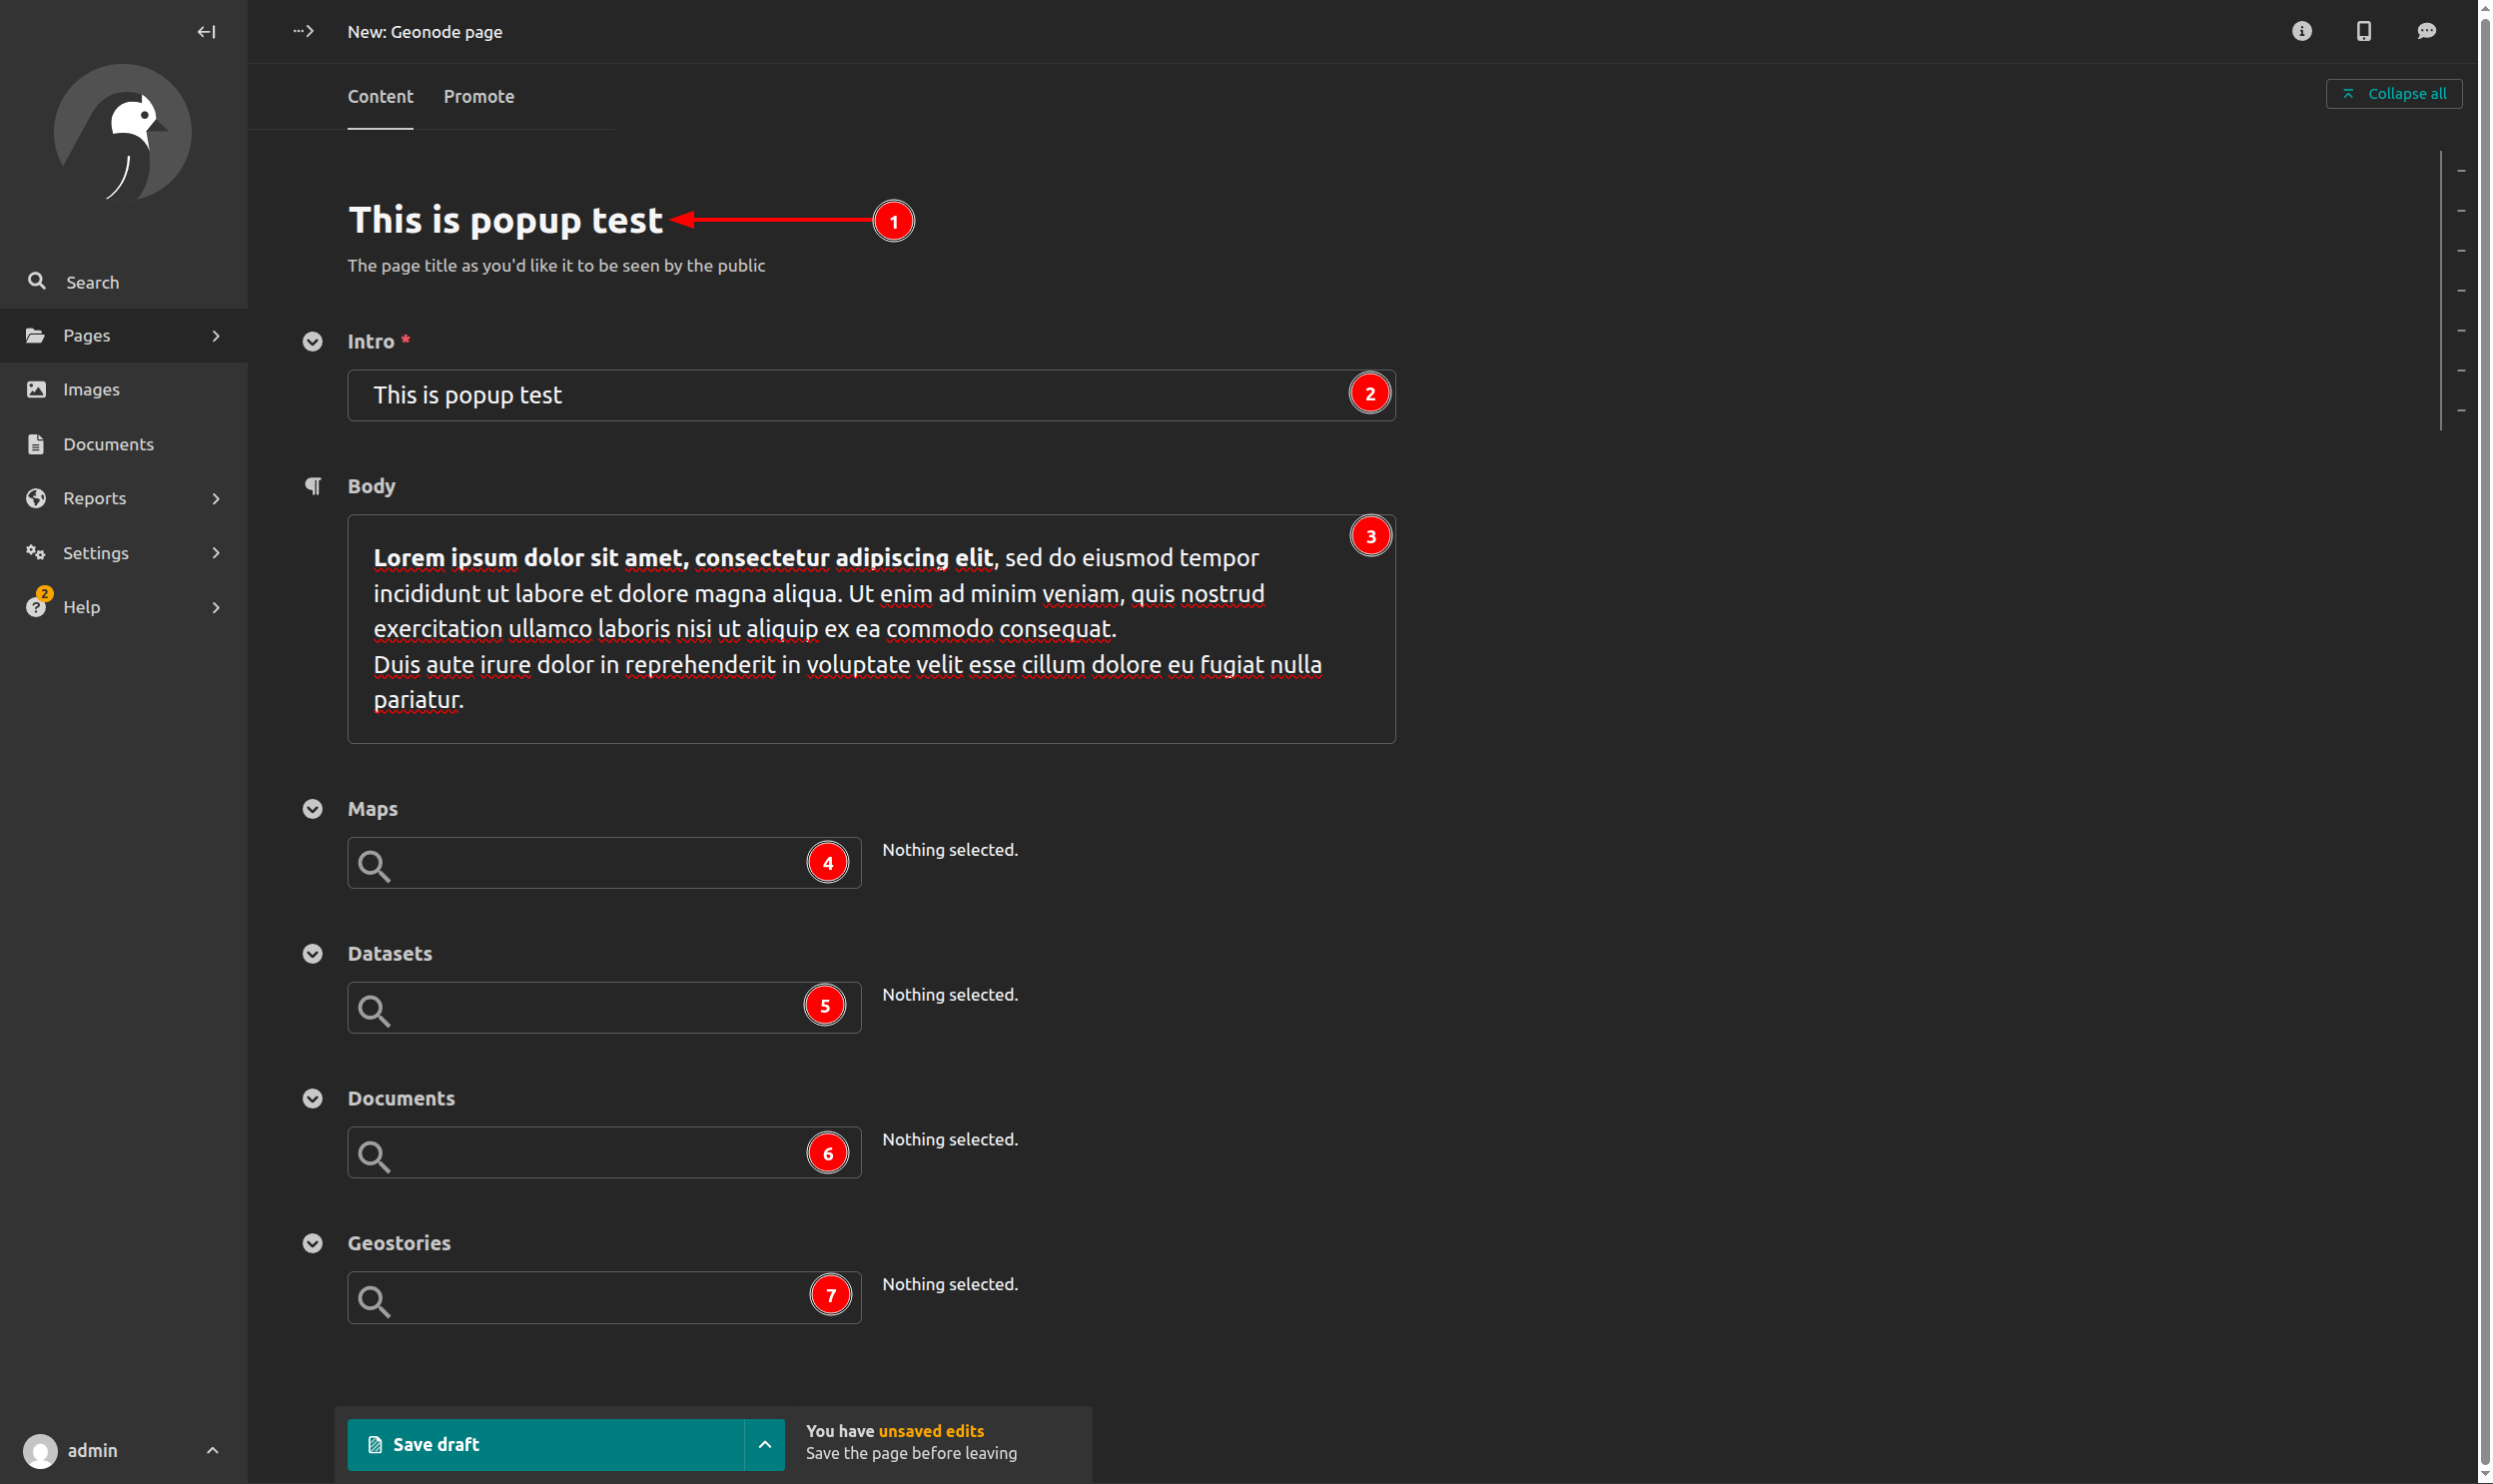 New: Geonode page
Content Promote
Collapse all
This is popup test
1
The page title as you'd like it to be seen by the public
Search
Pages
Images
Documents
Reports
Settings
2
Help
Intro *
This is popup test
2
Body
3
Lorem ipsum dolor sit amet, consectetur adipiscing elit, sed do eiusmod tempor
incididunt ut labore et dolore magna aliqua. Ut enim ad minim veniam, quis nostrud
exercitation ullamco laboris nisi ut aliquip ex ea commodo consequat.
Duis aute irure dolor in reprehenderit in voluptate velit esse cillum dolore eu fugiat nulla
pariatur.
Maps
4
Nothing selected.
Datasets
5
Nothing selected.
Documents
6
Nothing selected.
Geostories
7
Nothing selected.
admin
Save draft
You have unsaved edits
Save the page before leaving